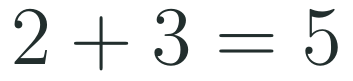 2 + 3 = 5